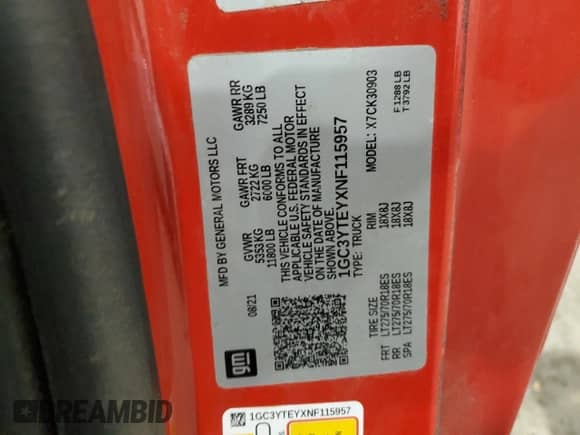 MFD BY GENERAL MOTORS LLC
08/21
GVWR
5353 KG
11800 LB
GAWR FRT
2722 KG
6000 LB
GAWR RR
3289 KG
7250 LB
THIS VEHICLE CONFORMS TO ALL
APPLICABLE U.S. FEDERAL MOTOR
VEHICLE SAFETY STANDARDS IN EFFECT
ON THE DATE OF MANUFACTURE
SHOWN ABOVE.
1GC3YTEYXNF115957
TYPE: TRUCK
MODEL: X7CK30903
TIRE SIZE
RIM
FRT LT275/70R18ES 18X8J
RR LT275/70R18ES 18X8J
SPA LT275/70R18ES 18X8J
F 1288 LB
T 3792 LB
gm
1GC3YTEYXNF115957
DREAMBID